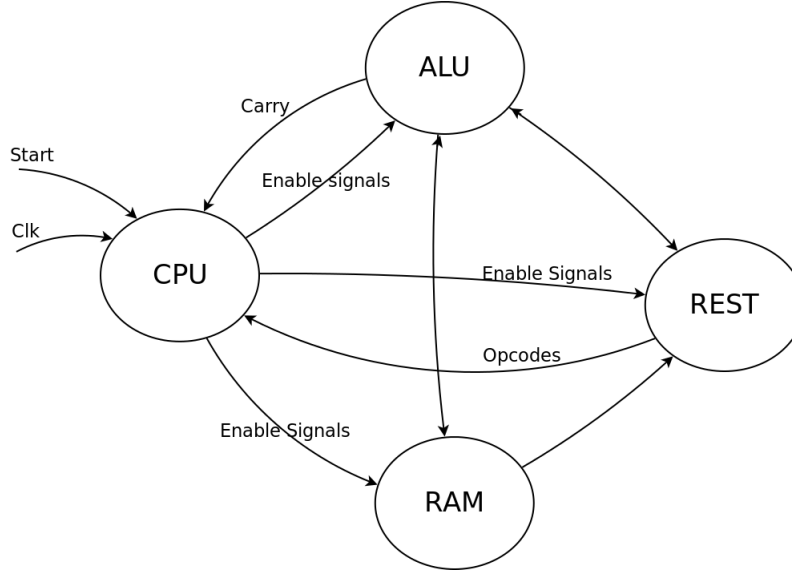 ALU
Carry
Start
Enable signals
Clk
CPU
Enable Signals
REST
Opcodes
Enable Signals
RAM